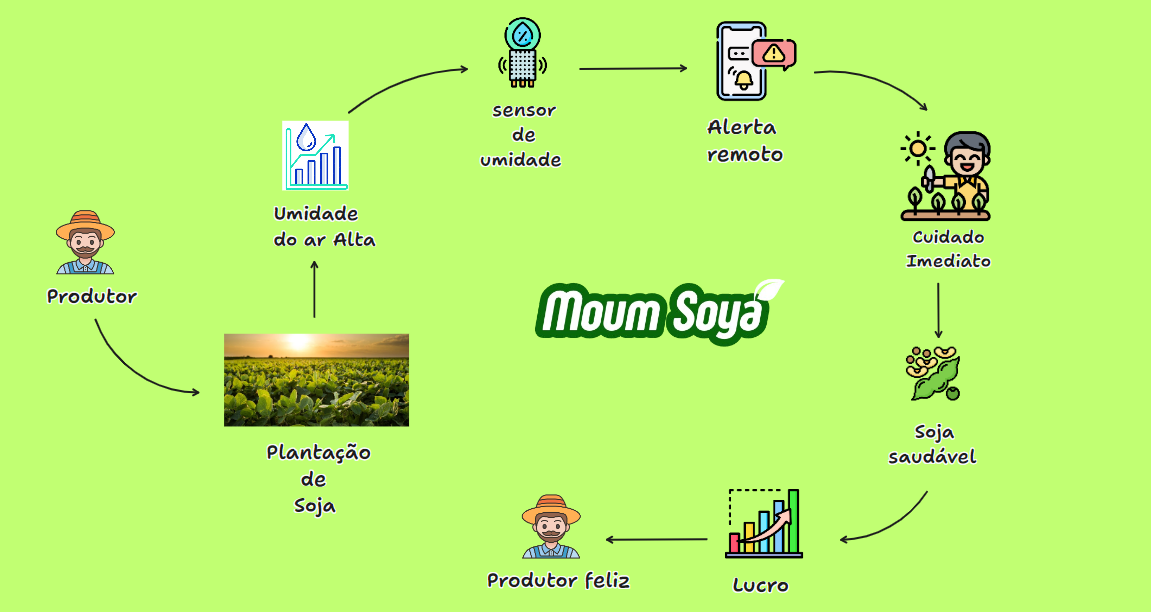 Produtor
Plantação
de
Soja
Umidade
do ar Alta
sensor
de
umidade
Alerta
remoto
Cuidado
Imediato
Soja
saudável
Lucro
Produtor feliz
Moum Soya